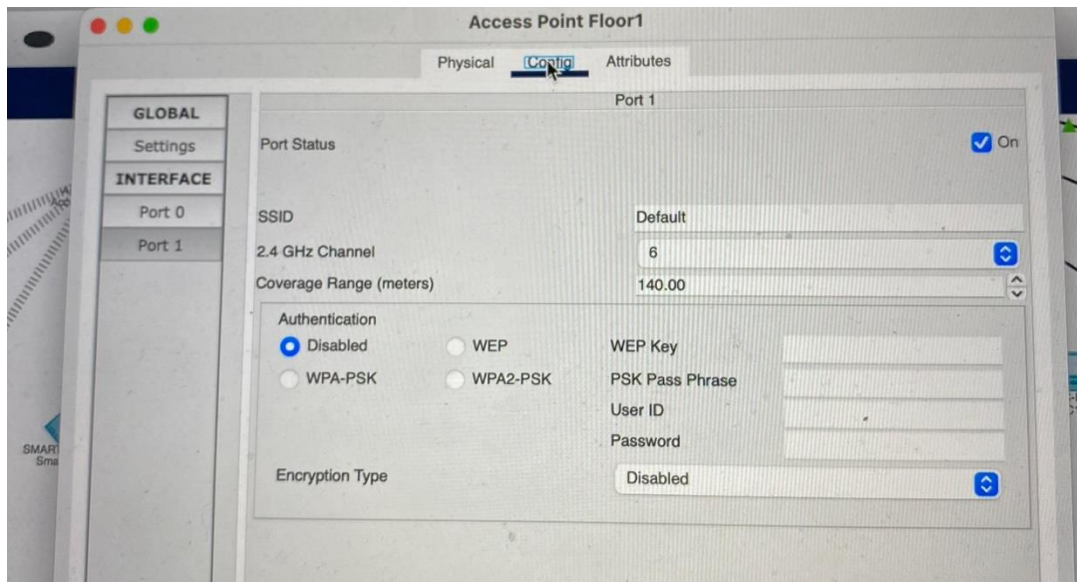 Access Point Floor1
Physical Config Attributes
GLOBAL
Settings
INTERFACE
Port 0
Port 1
Port 1
Port Status On
SSID Default
2.4 GHz Channel 6
Coverage Range (meters) 140.00
Authentication
Disabled WEP WEP Key
WPA-PSK WPA2-PSK PSK Pass Phrase
User ID
Password
Encryption Type Disabled
SMAR
Sma